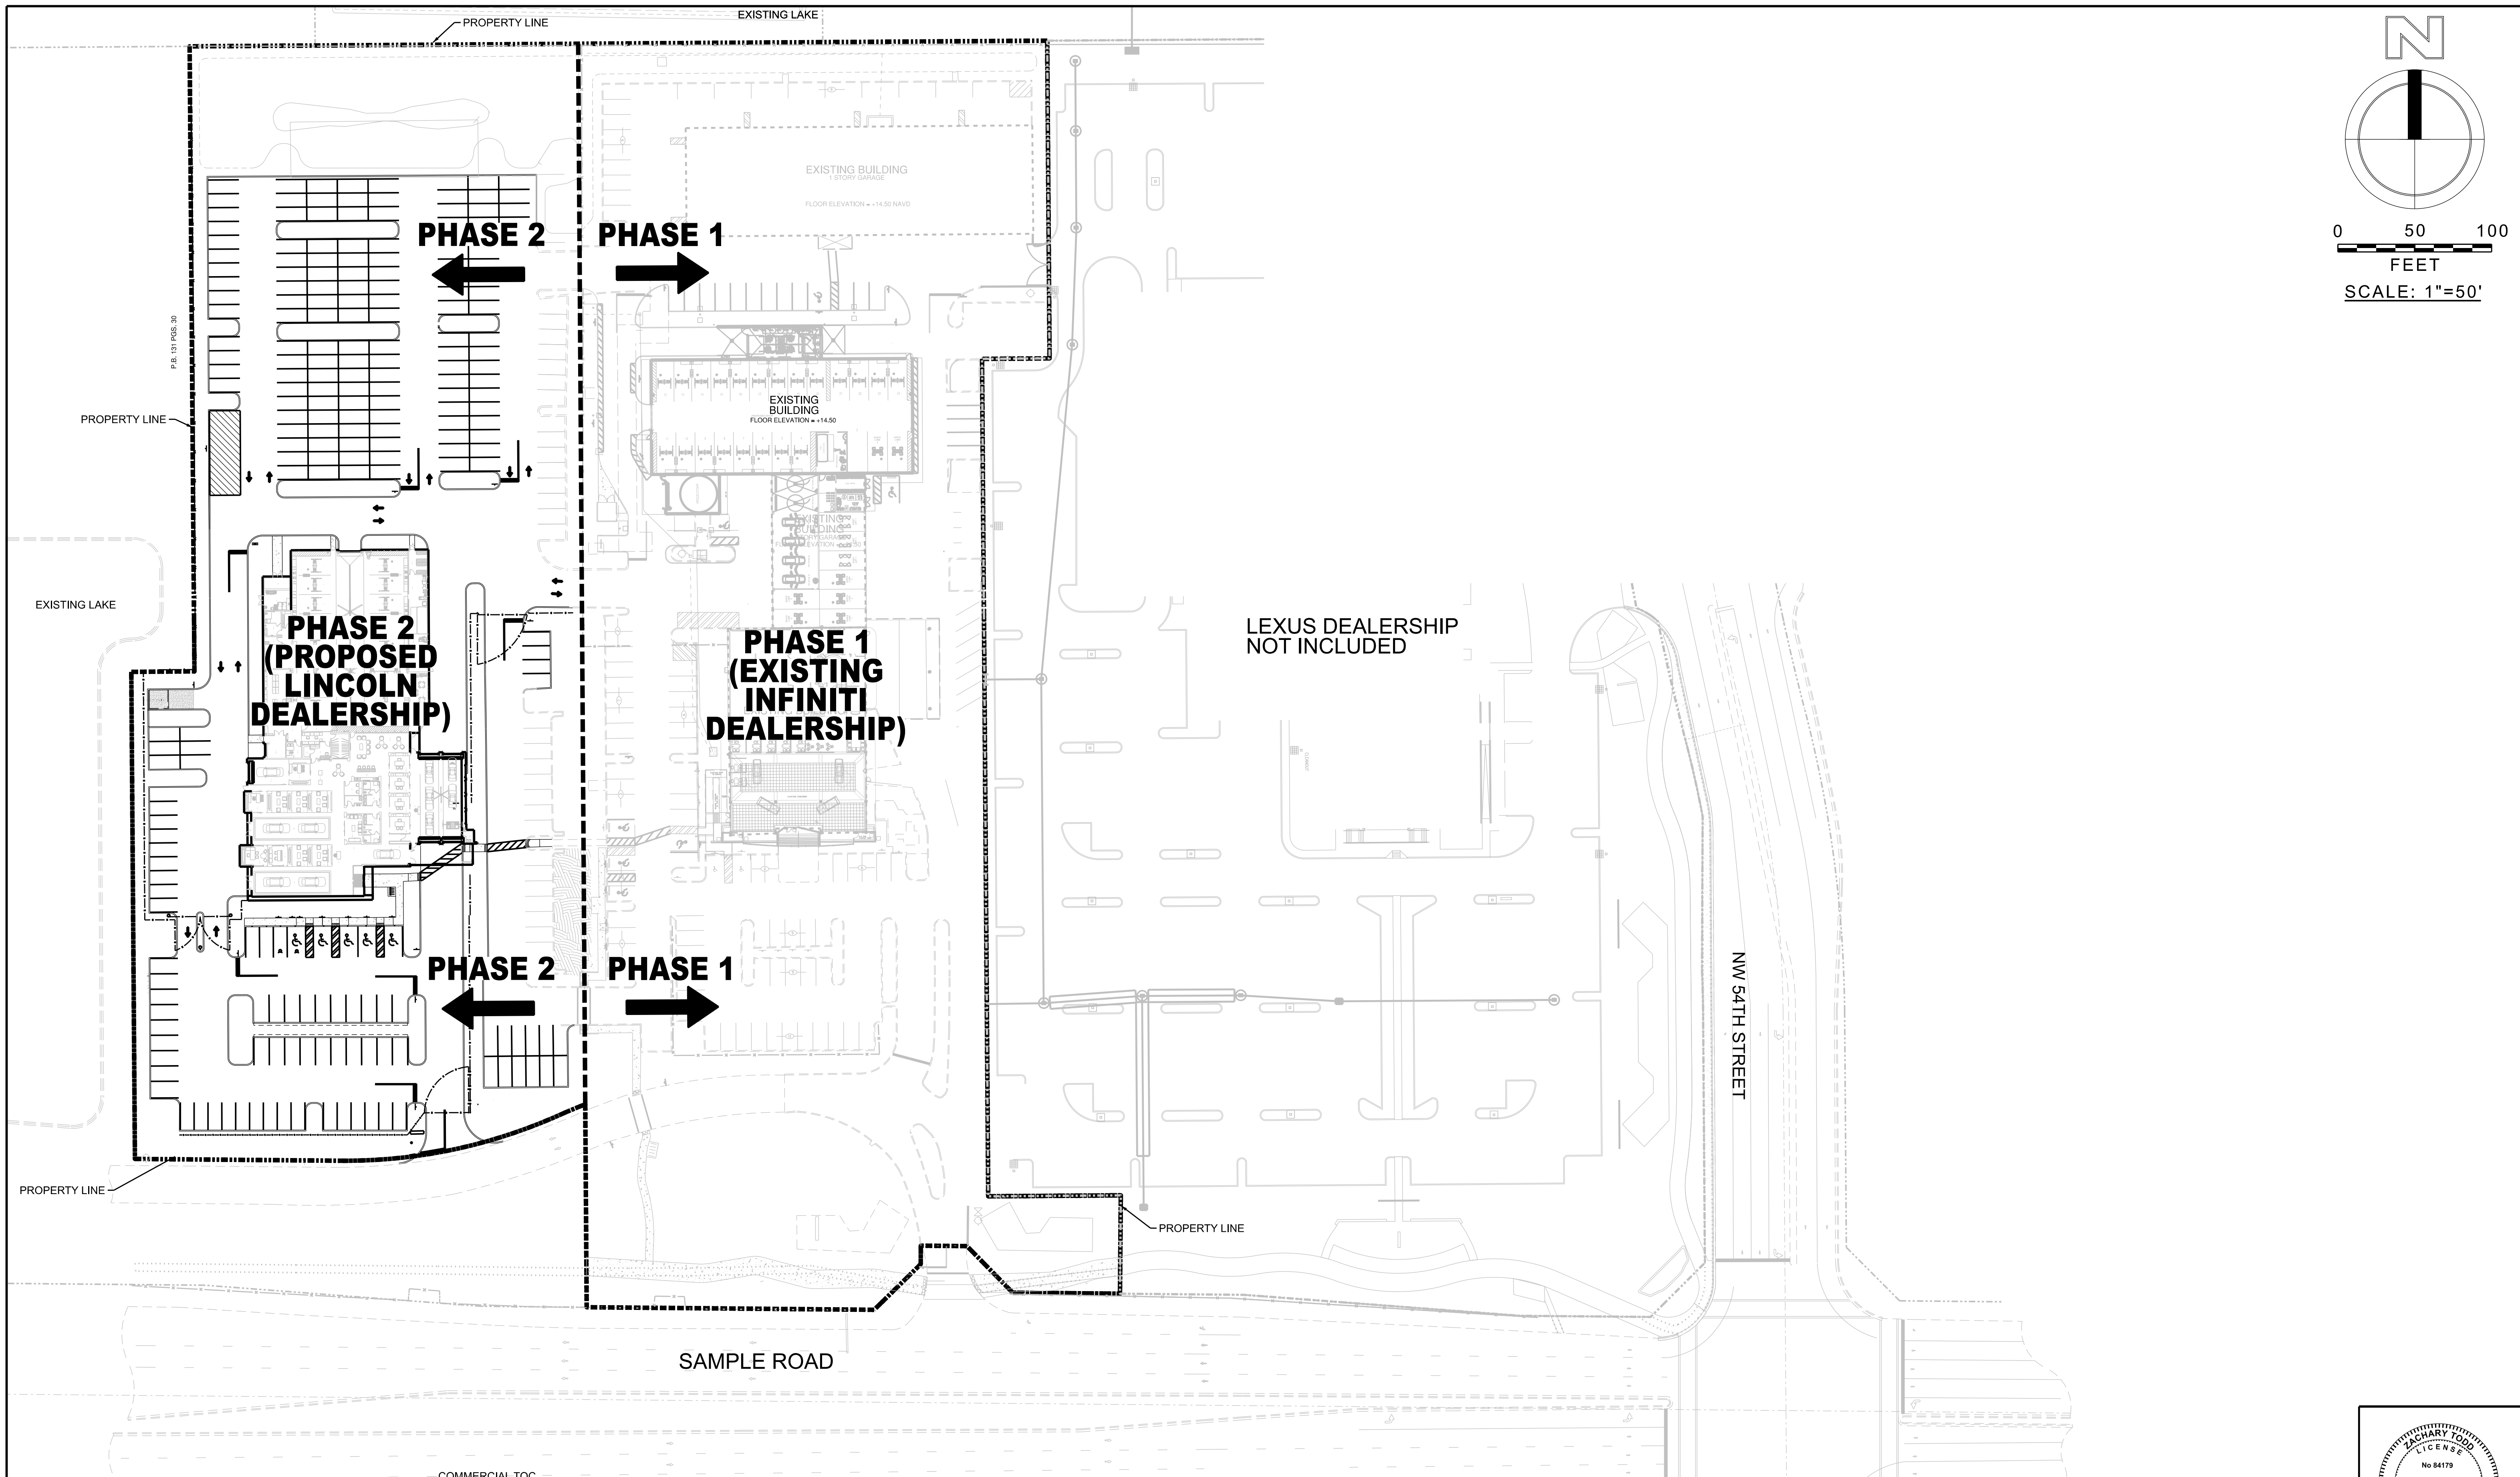 EXISTING LAKE
PROPERTY LINE
N
0 50 100
FEET
SCALE: 1"=50'
EXISTING BUILDING
1 STORY GARAGE
FLOOR ELEVATION = +14.50 NAVD
PHASE 2
PHASE 1
P.B. 131 PGS. 30
PROPERTY LINE
EXISTING
BUILDING
FLOOR ELEVATION = +14.50
EXISTING
BUILDING
EXISTING LAKE
PHASE 2
(PROPOSED
LINCOLN
DEALERSHIP)
PHASE 1
(EXISTING
INFINITI
DEALERSHIP)
LEXUS DEALERSHIP
NOT INCLUDED
PHASE 2
PHASE 1
NW 54TH STREET
PROPERTY LINE
PROPERTY LINE
SAMPLE ROAD
COMMERCIAL TOC
ZACHARY TODD
LICENSE
No 84179